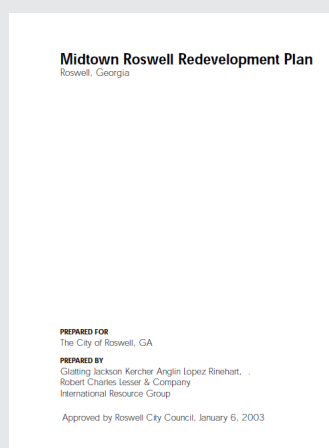 Midtown Roswell Redevelopment Plan
Roswell, Georgia
PREPARED FOR
The City of Roswell, GA
PREPARED BY
Glatting Jackson Kercher Anglin Lopez Rinehart, .
Robert Charles Lesser & Company
International Resource Group
Approved by Roswell City Council, January 6, 2003